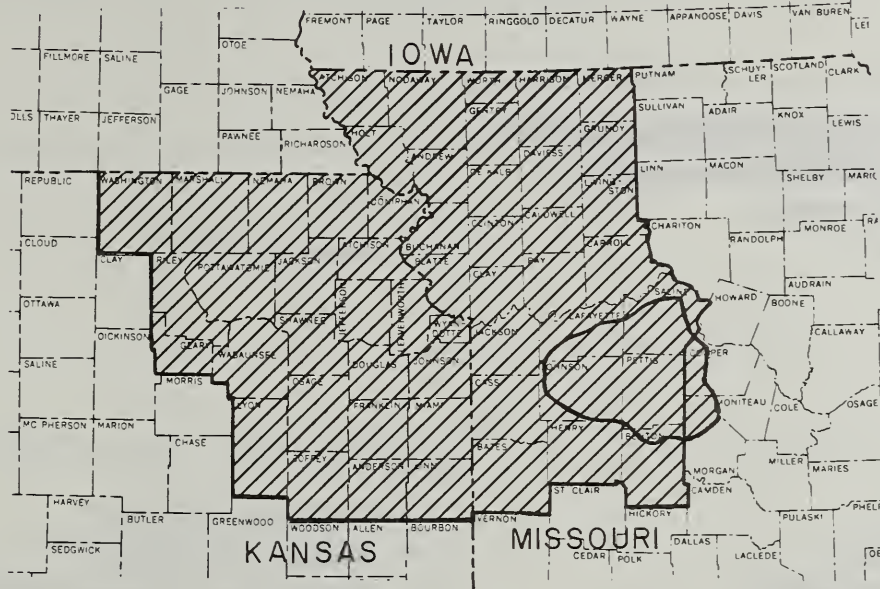 FREMONT PAGE TAYLOR RINGGOLD DECATUR WAYNE APPANOOSE DAVIS VAN BUREN
OTOE
IOWA
FILLMORE SALINE
ATCHISON NODAWAY WORTH HARRISON MERCER PUTNAM SCHUY-LER SCOTLAND CLARK
GAGE JOHNSON NEMAHA
GENTRY SULLIVAN ADAIR KNOX LEWIS
THAYER JEFFERSON
PAWNEE RICHARDSON HOLT GRUNDY
ANDREW DAVIESS
DE KALB LINN MACON
REPUBLIC WASHINGTON MARSHALL NEMAHA BROWN LIVINGSTON SHELBY
DONIPHAN
CLINTON CALDWELL CHARITON
CLOUD ATCHISON BUCHANAN CARROLL RANDOLPH MONROE
CLAY RILEY POTTAWATOMIE JACKSON PLATTE
CLAY RAY AUDRAIN
OTTAWA JEFFERSON LEAVENWORTH SALINE HOWARD BOONE
SHAWNEE WYAN-DOTTE JACKSON LAFAYETTE CALLAWAY
DICKINSON GEARY WABAUNSEE
SALINE DOUGLAS JOHNSON JOHNSON PETTIS COOPER
MORRIS OSAGE CASS
LYON FRANKLIN MIAMI MONITEAU COLE OSAGE
MC PHERSON MARION HENRY BENTON
CHASE BATES
COFFEY ANDERSON LINN MILLER MARIES
MORGAN
ST CLAIR CAMDEN
HARVEY
BUTLER GREENWOOD WOODSON ALLEN BOURBON VERNON HICKORY PULASKI
SEDGWICK KANSAS MISSOURI DALLAS
CEDAR POLK LACLEDE